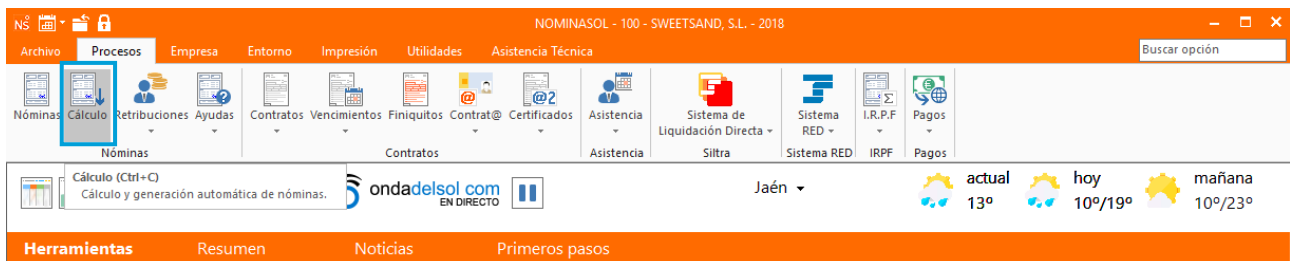 NOMINASOL - 100 - SWEETSAND, S.L. - 2018
Archivo Procesos Empresa Entorno Impresión Utilidades Asistencia Técnica Buscar opción
Nóminas Cálculo Retribuciones Ayudas Contratos Vencimientos Finiquitos Contrat@ Certificados Asistencia Sistema de Liquidación Directa Sistema RED I.R.P.F Pagos
Nóminas Contratos Asistencia Siltra Sistema RED IRPF Pagos
Cálculo (Ctrl+C)
Cálculo y generación automática de nóminas.
ondadelsol com
EN DIRECTO
Jaén
actual
13º
hoy
10º/19º
mañana
10º/23º
Herramientas Resumen Noticias Primeros pasos